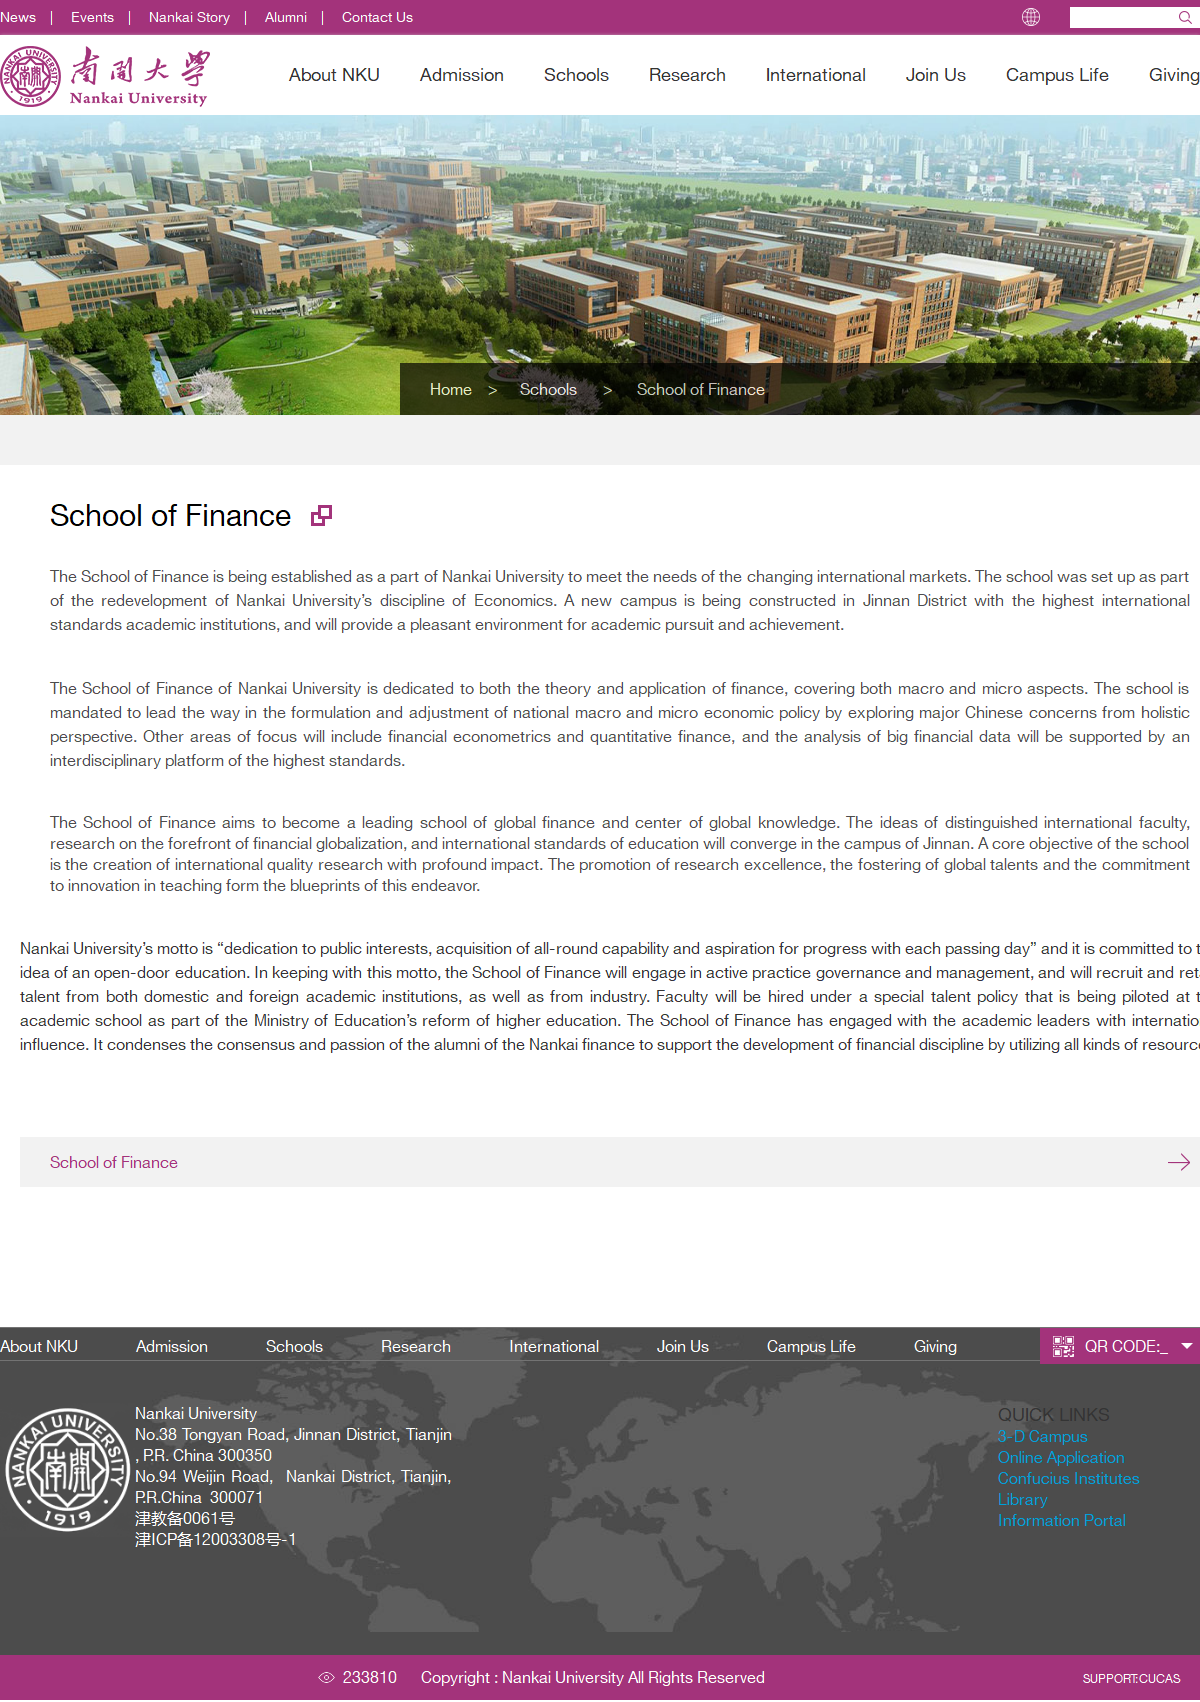 News | Events | Nankai Story | Alumni | Contact Us
NANKAI UNIVERSITY
南開
1919
南開大學
Nankai University
About NKU Admission Schools Research International Join Us Campus Life Giving
Home > Schools > School of Finance
School of Finance
The School of Finance is being established as a part of Nankai University to meet the needs of the changing international markets. The school was set up as part
of the redevelopment of Nankai University’s discipline of Economics. A new campus is being constructed in Jinnan District with the highest international
standards academic institutions, and will provide a pleasant environment for academic pursuit and achievement.
The School of Finance of Nankai University is dedicated to both the theory and application of finance, covering both macro and micro aspects. The school is
mandated to lead the way in the formulation and adjustment of national macro and micro economic policy by exploring major Chinese concerns from holistic
perspective. Other areas of focus will include financial econometrics and quantitative finance, and the analysis of big financial data will be supported by an
interdisciplinary platform of the highest standards.
The School of Finance aims to become a leading school of global finance and center of global knowledge. The ideas of distinguished international faculty,
research on the forefront of financial globalization, and international standards of education will converge in the campus of Jinnan. A core objective of the school
is the creation of international quality research with profound impact. The promotion of research excellence, the fostering of global talents and the commitment
to innovation in teaching form the blueprints of this endeavor.
Nankai University’s motto is “dedication to public interests, acquisition of all-round capability and aspiration for progress with each passing day” and it is committed to
idea of an open-door education. In keeping with this motto, the School of Finance will engage in active practice governance and management, and will recruit and
talent from both domestic and foreign academic institutions, as well as from industry. Faculty will be hired under a special talent policy that is being piloted at
academic school as part of the Ministry of Education’s reform of higher education. The School of Finance has engaged with the academic leaders with
influence. It condenses the consensus and passion of the alumni of the Nankai finance to support the development of financial discipline by utilizing all kinds of
School of Finance
About NKU Admission Schools Research International Join Us Campus Life Giving QR CODE:_
NANKAI UNIVERSITY
南開
1919
Nankai University
No.38 Tongyan Road, Jinnan District, Tianjin
, P.R. China 300350
No.94 Weijin Road, Nankai District, Tianjin,
P.R.China 300071
津教备0061号
津ICP备12003308号-1
QUICK LINKS
3-D Campus
Online Application
Confucius Institutes
Library
Information Portal
233810 Copyright : Nankai University All Rights Reserved SUPPORT:CUCAS